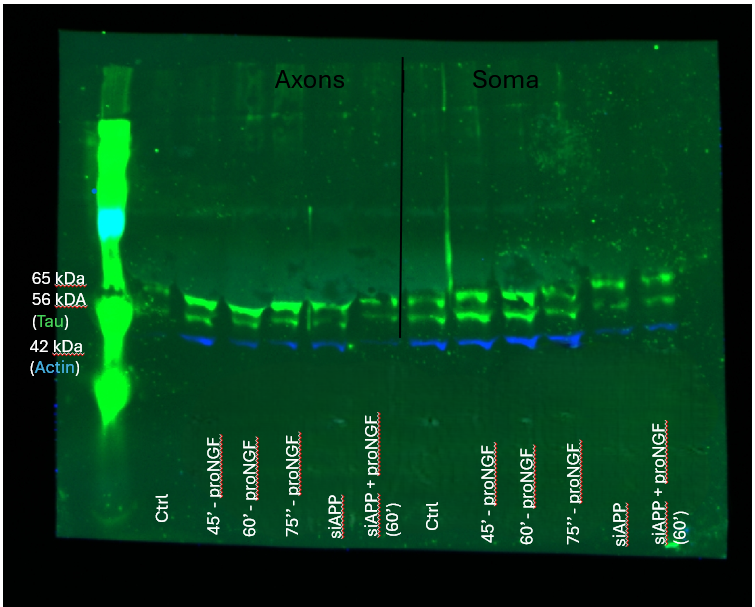 Axons
Soma
65 kDa
56 kDA
(Tau)
42 kDa
(Actin)
Ctrl
45’ - proNGF
60’ - proNGF
75’’ - proNGF
siAPP
siAPP + proNGF
(60’)
Ctrl
45’ - proNGF
60’ - proNGF
75’’ - proNGF
siAPP
siAPP + proNGF
(60’)